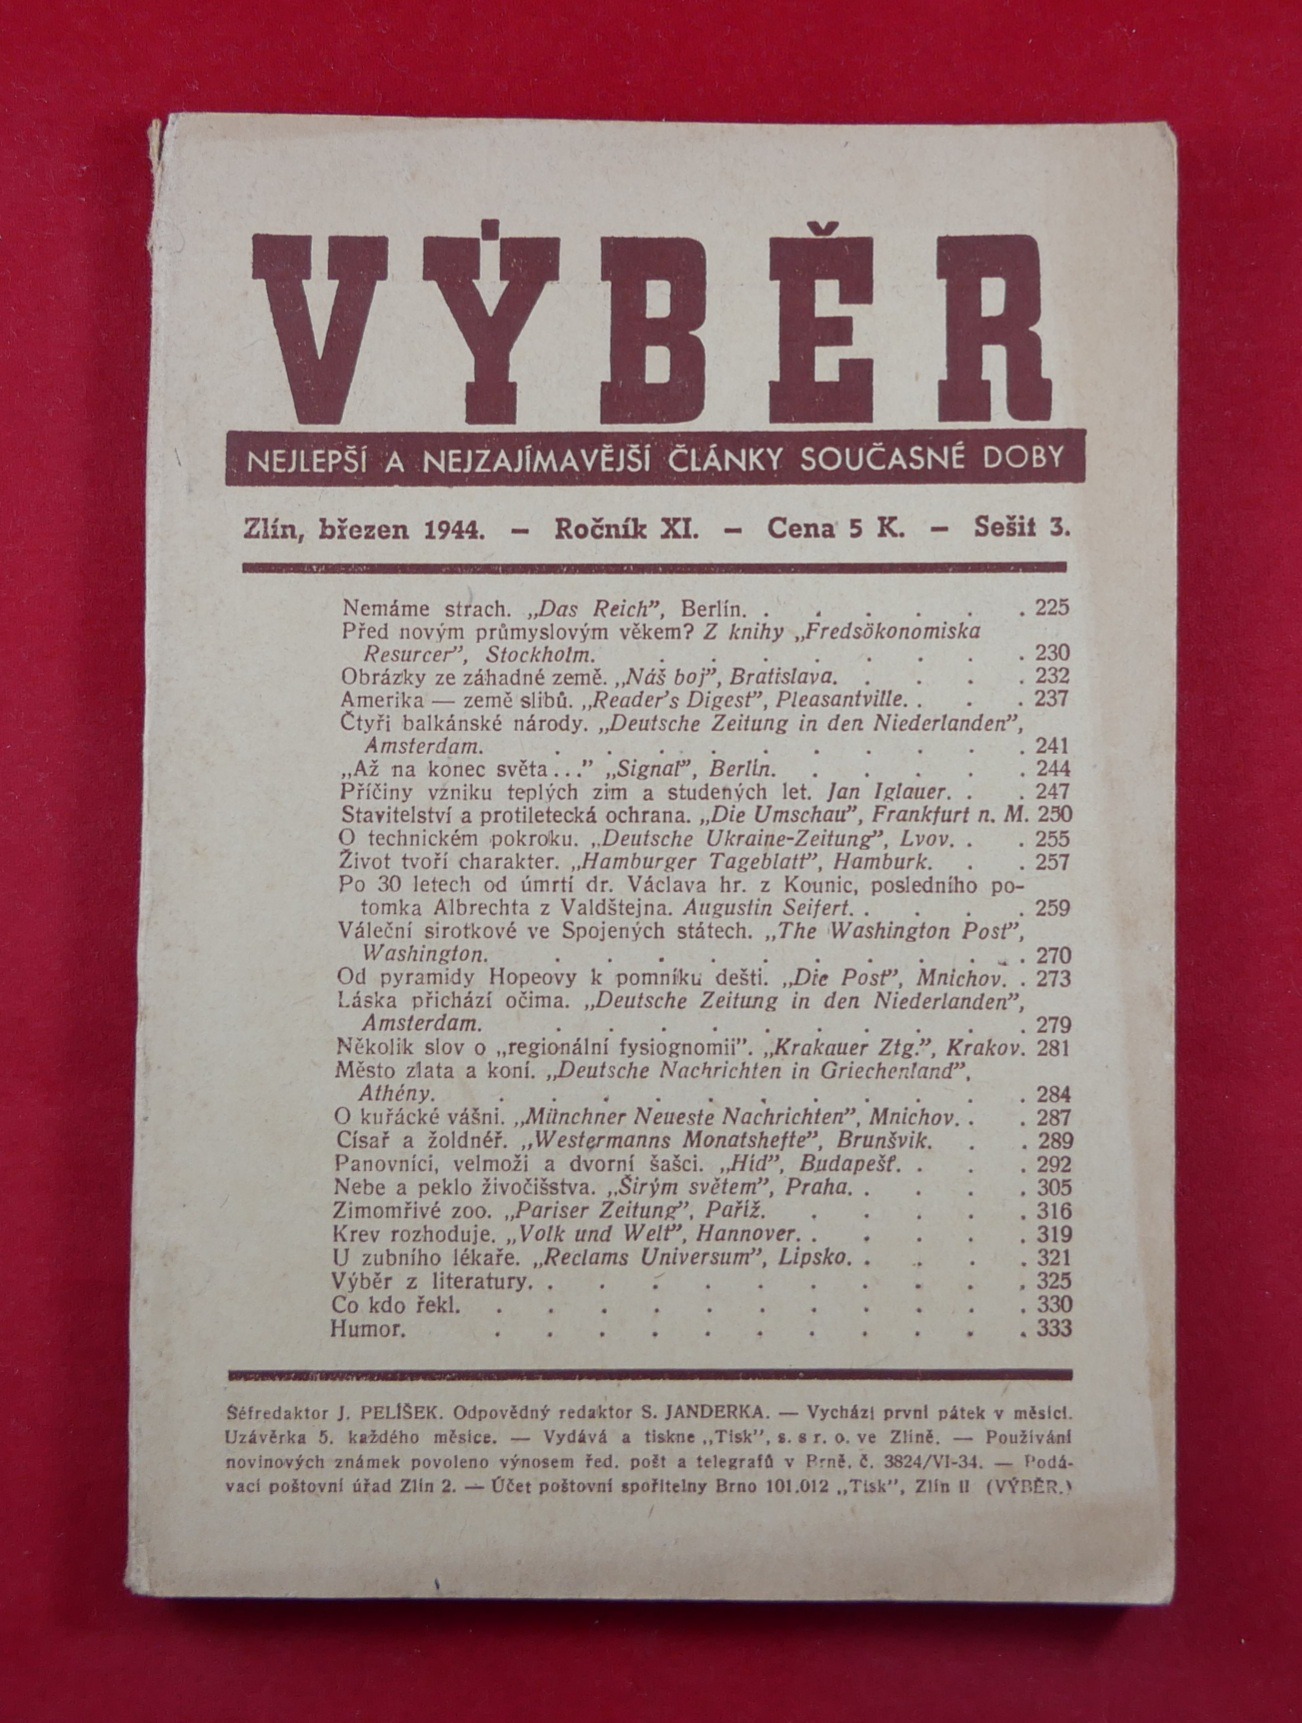 VÝBĚR
NEJLEPŠÍ A NEJZAJÍMAVĚJŠÍ ČLÁNKY SOUČASNÉ DOBY
Zlín, březen 1944. — Ročník XI. — Cena 5 K. — Sešit 3.
Nemáme strach. „Das Reich", Berlín. . . . . . . 225
Před novým průmyslovým věkem? Z knihy „Fredsökonomiska
Resurcer", Stockholm. . . . . . . . . 230
Obrázky ze záhadné země. „Náš boj", Bratislava. . . . . 232
Amerika — země slibů. „Reader's Digest", Pleasantville. . . . 237
Čtyři balkánské národy. „Deutsche Zeitung in den Niederlanden",
Amsterdam. . . . . . . . . . . 241
„Až na konec světa..." „Signal", Berlín. . . . . . 244
Příčiny vzniku teplých zim a studených let. Jan Iglauer. . . 247
Stavitelství a protiletecká ochrana. „Die Umschau", Frankfurt n. M. 250
O technickém pokroku. „Deutsche Ukraine-Zeitung", Lvov. . . 255
Život tvoří charakter. „Hamburger Tageblatt", Hamburk. . . 257
Po 30 letech od úmrtí dr. Václava hr. z Kounic, posledního po-
tomka Albrechta z Valdštejna. Augustin Seifert. . . . . 259
Váleční sirotkové ve Spojených státech. „The Washington Post",
Washington. . . . . . . . . . . 270
Od pyramidy Hopeovy k pomníku dešti. „Die Post", Mnichov. . 273
Láska přichází očima. „Deutsche Zeitung in den Niederlanden",
Amsterdam. . . . . . . . . . . 279
Několik slov o „regionální fysiognomii". „Krakauer Ztg.", Krakov. 281
Město zlata a koní. „Deutsche Nachrichten in Griechenland",
Athény. . . . . . . . . . . . 284
O kuřácké vášni. „Münchner Neueste Nachrichten", Mnichov. . . 287
Císař a žoldnéř. „Westermanns Monatshefte", Brunšvik. . . 289
Panovníci, velmoži a dvorní šašci. „Híd", Budapešť. . . . 292
Nebe a peklo živočišstva. „Širým světem", Praha. . . . . 305
Zimomřivé zoo. „Pariser Zeitung", Paříž. . . . . . 316
Krev rozhoduje. „Volk und Welt", Hannover. . . . . . 319
U zubního lékaře. „Reclams Universum", Lipsko. . . . . 321
Výběr z literatury. . . . . . . . . . . 325
Co kdo řekl. . . . . . . . . . . . 330
Humor. . . . . . . . . . . . 333
Šéfredaktor J. PELÍŠEK. Odpovědný redaktor S. JANDERKA. — Vychází první pátek v měsíci.
Uzávěrka 5. každého měsíce. — Vydává a tiskne „Tisk", s. s r. o. ve Zlíně. — Používání
novinových známek povoleno výnosem řed. pošt a telegrafů v Brně, č. 3824/VI-34. — Podá-
vací poštovní úřad Zlín 2. — Účet poštovní spořitelny Brno 101.012 „Tisk", Zlín II (VÝBĚR.)